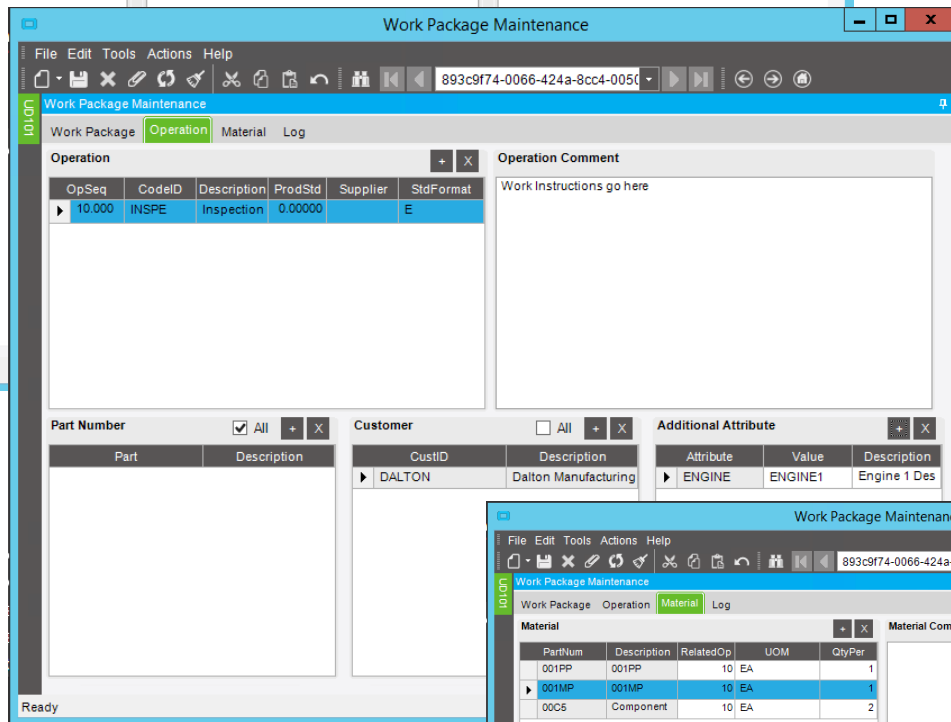 Work Package Maintenance
File Edit Tools Actions Help
893c9f74-0066-424a-8cc4-005(
UD101
Work Package Maintenance
Work Package Operation Material Log
Operation + X
OpSeq CodeID Description ProdStd Supplier StdFormat
10.000 INSPE Inspection 0.00000 E
Operation Comment
Work Instructions go here
Part Number All + X
Part Description
Customer All + X
CustID Description
DALTON Dalton Manufacturing
Additional Attribute + X
Attribute Value Description
ENGINE ENGINE1 Engine 1 Des
Ready
Work Package Maintenanc
File Edit Tools Actions Help
893c9f74-0066-424a-
UD101
Work Package Maintenance
Work Package Operation Material Log
Material + X
PartNum Description RelatedOp UOM QtyPer
001PP 001PP 10 EA 1
001MP 001MP 10 EA 1
00C5 Component 10 EA 2
Material Com